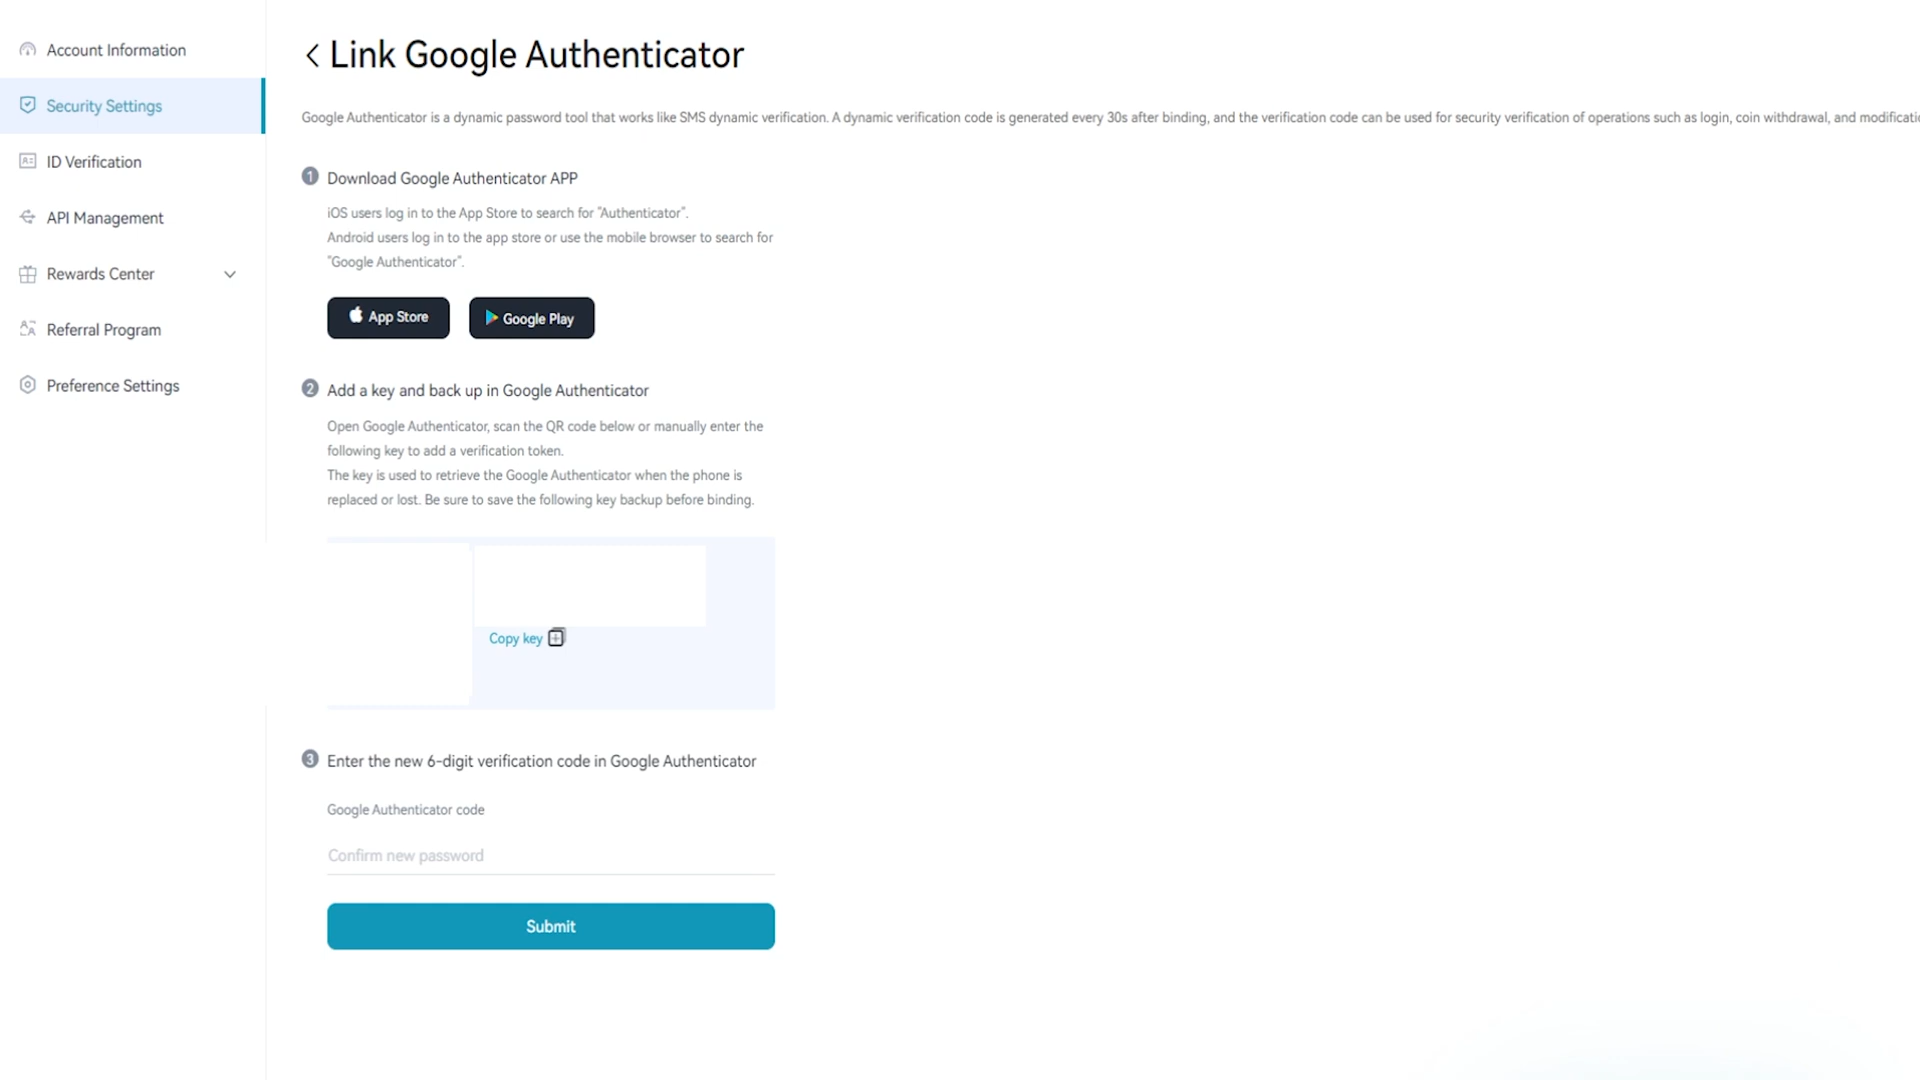 Account Information
Security Settings
ID Verification
API Management
Rewards Center
Referral Program
Preference Settings
Link Google Authenticator
Google Authenticator is a dynamic password tool that works like SMS dynamic verification. A dynamic verification code is generated every 30s after binding, and the verification code can be used for security verification of operations such as login, coin withdrawal, and modificati
1 Download Google Authenticator APP
iOS users log in to the App Store to search for "Authenticator".
Android users log in to the app store or use the mobile browser to search for
"Google Authenticator".
App Store
Google Play
2 Add a key and back up in Google Authenticator
Open Google Authenticator, scan the QR code below or manually enter the
following key to add a verification token.
The key is used to retrieve the Google Authenticator when the phone is
replaced or lost. Be sure to save the following key backup before binding.
Copy key
3 Enter the new 6-digit verification code in Google Authenticator
Google Authenticator code
Confirm new password
Submit